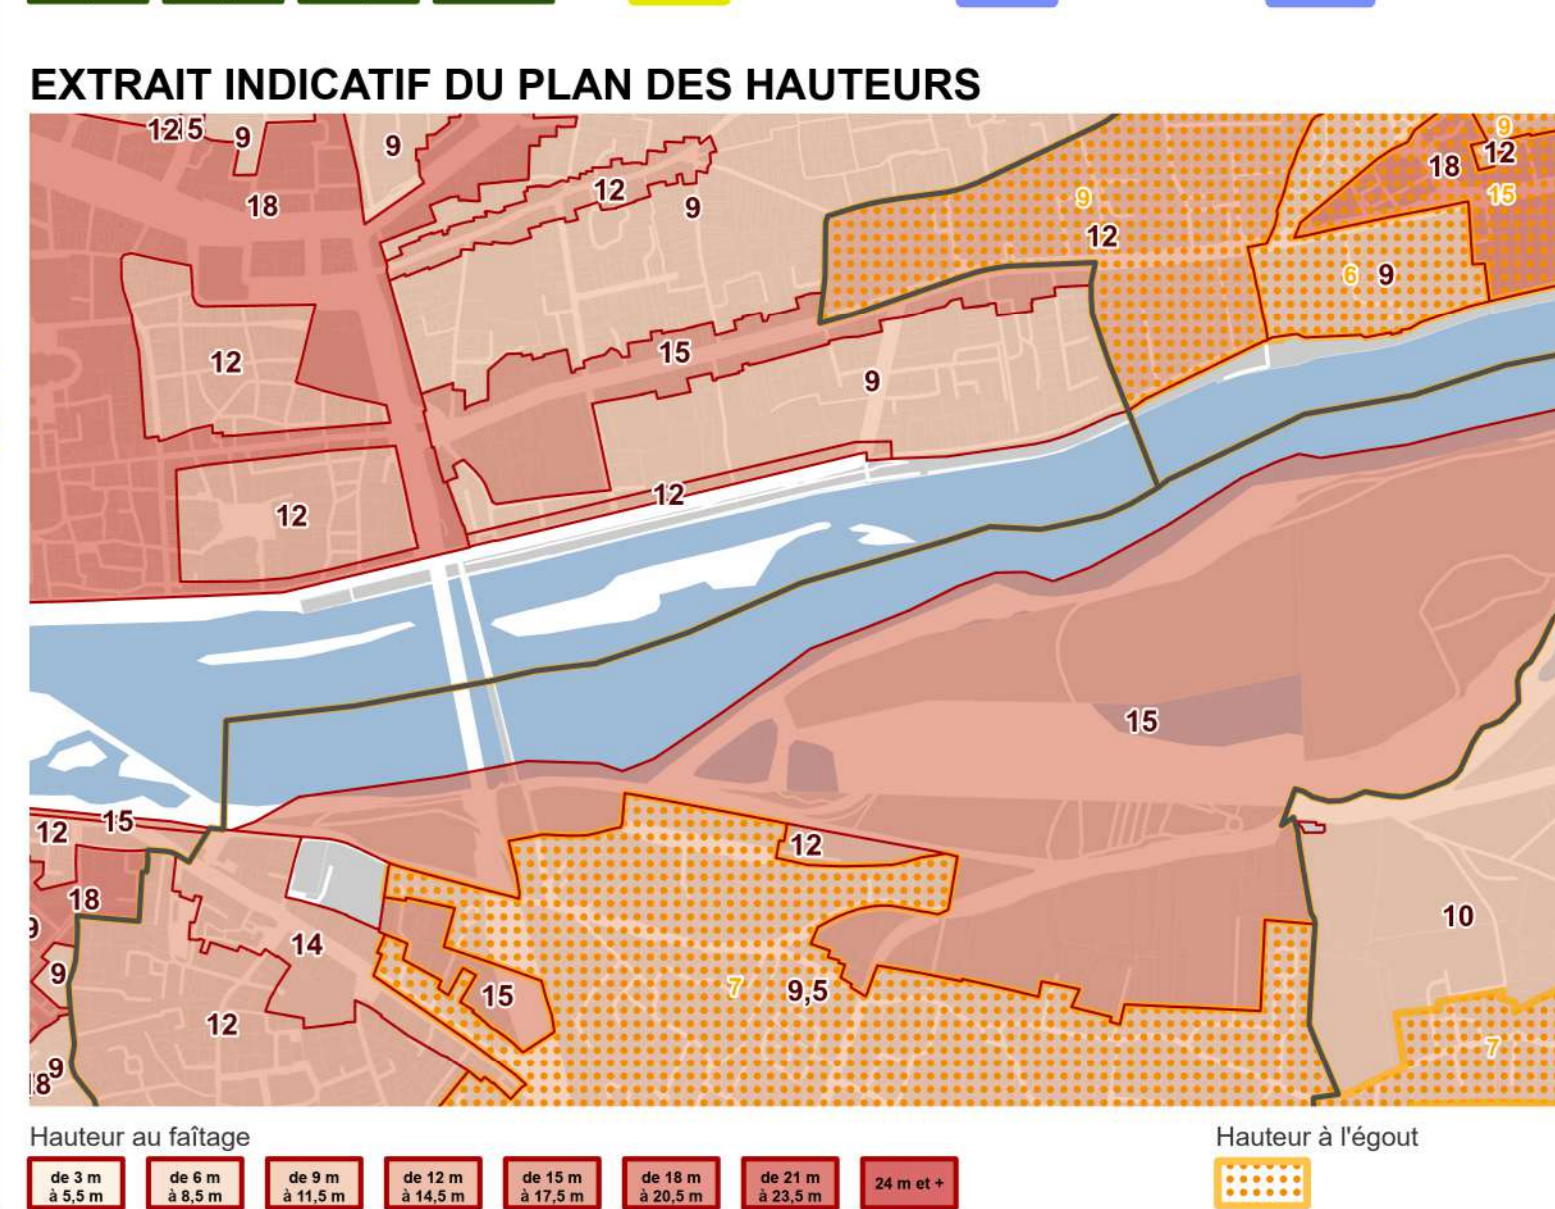 EXTRAIT INDICATIF DU PLAN DES HAUTEURS
12 15 9 9 9
18 12
12 9 18 15
9
12
6 9
12 15
9
12 12
15
12 15 12
18 10
14
9 15 7 9,5
12
7
9
18
Hauteur au faîtage Hauteur à l'égout
de 3 m de 6 m de 9 m de 12 m de 15 m de 18 m de 21 m 24 m et +
à 5,5 m à 8,5 m à 11,5 m à 14,5 m à 17,5 m à 20,5 m à 23,5 m